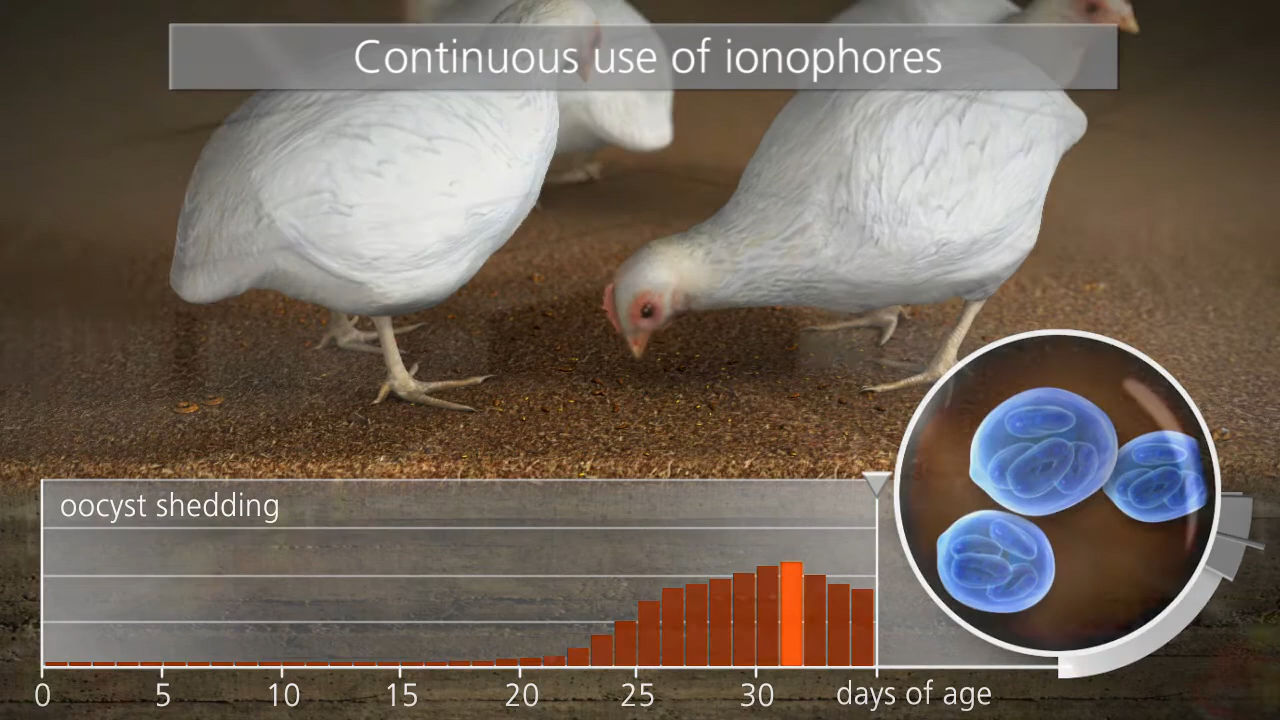 Continuous use of ionophores
oocyst shedding
0 5 10 15 20 25 30 days of age